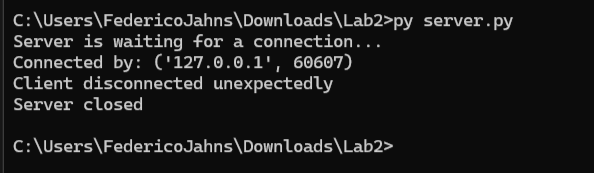 C:\Users\FedericoJahns\Downloads\Lab2>py server.py
Server is waiting for a connection...
Connected by: ('127.0.0.1', 60607)
Client disconnected unexpectedly
Server closed
C:\Users\FedericoJahns\Downloads\Lab2>